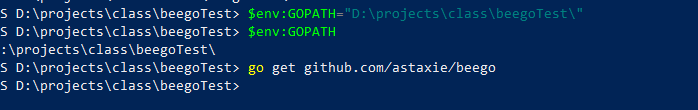 S D:\projects\class\beegoTest> $env:GOPATH="D:\projects\class\beegoTest\"
S D:\projects\class\beegoTest> $env:GOPATH
:\projects\class\beegoTest\
S D:\projects\class\beegoTest> go get github.com/astaxie/beego
S D:\projects\class\beegoTest>